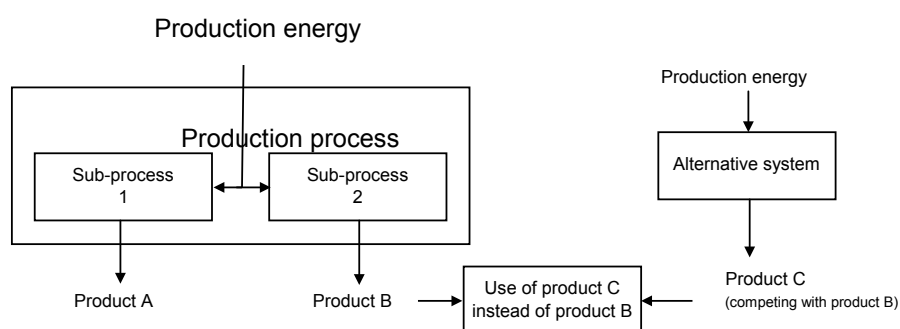 Production energy
Production energy
Production process
Alternative system
Sub-process
1
Sub-process
2
Product A
Product B
Use of product C
instead of product B
Product C
(competing with product B)